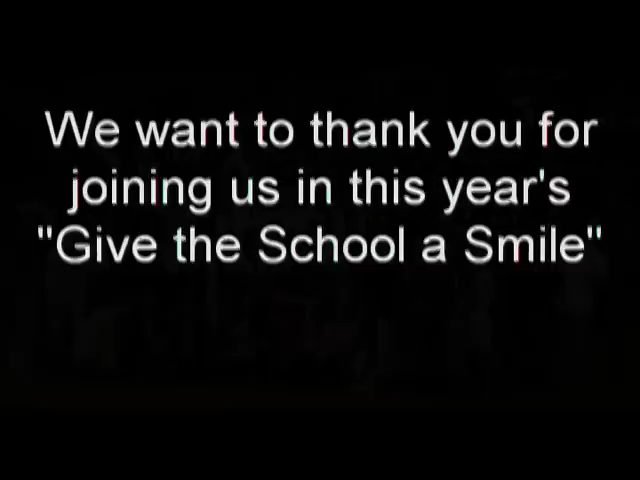 We want to thank you for
joining us in this year's
"Give the School a Smile"